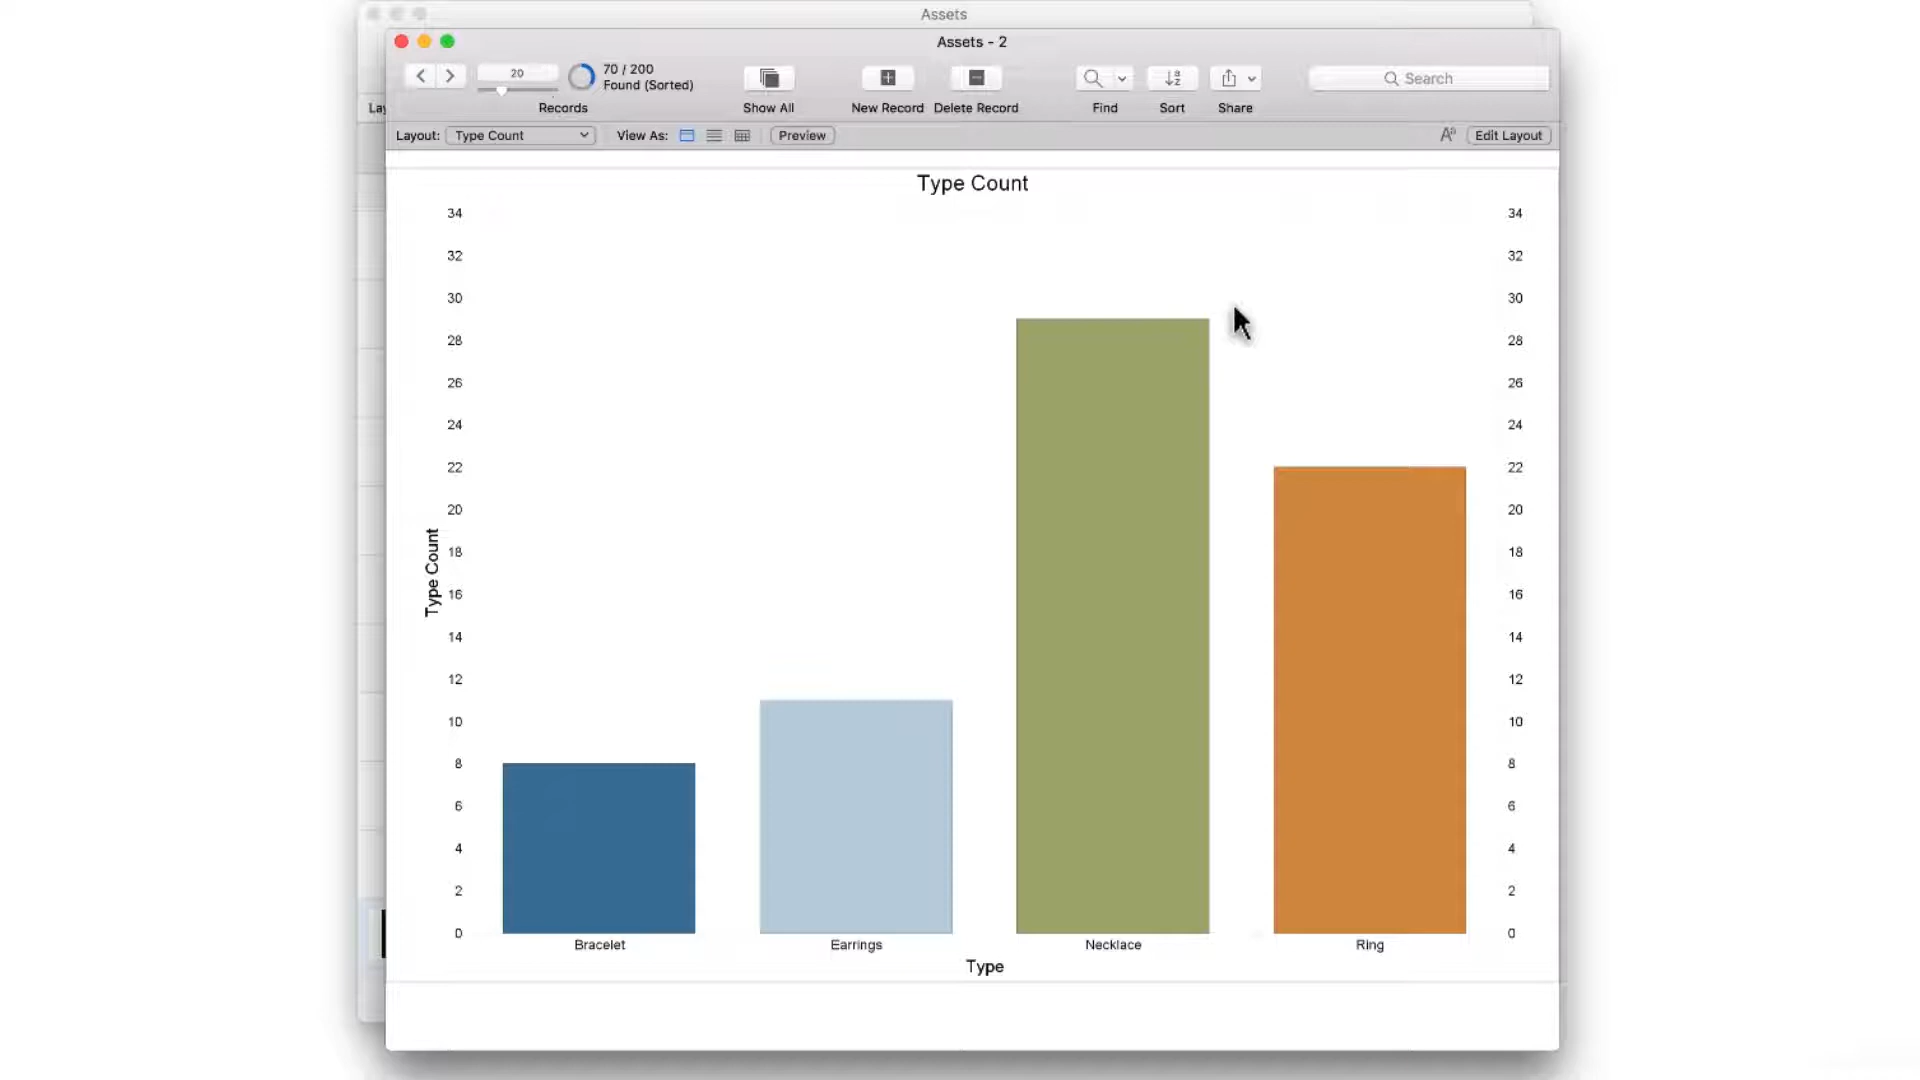 Assets
Assets - 2
20
70 / 200
Found (Sorted)
Records
Show All
New Record
Delete Record
Find
Sort
Share
Search
Lay
Layout:
Type Count
View As:
Preview
Edit Layout
Type Count
34
34
32
32
30
30
28
28
26
26
24
24
22
22
20
20
18
18
16
16
14
14
12
12
10
10
8
8
6
6
4
4
2
2
0
0
Type Count
Bracelet
Earrings
Necklace
Ring
Type